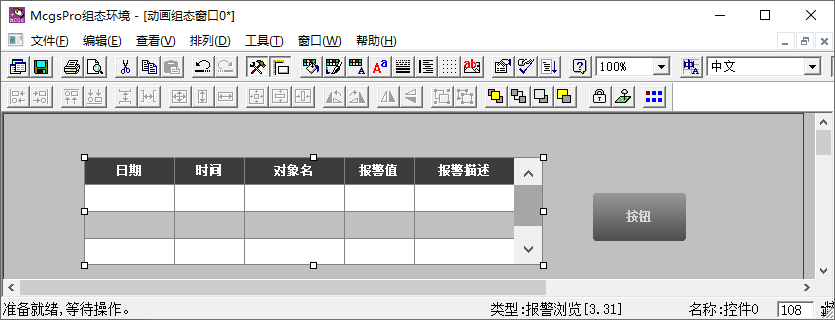 McgsPro组态环境 - [动画组态窗口0*]
文件(F) 编辑(E) 查看(V) 排列(D) 工具(T) 窗口(W) 帮助(H)
100% 中文
日期 时间 对象名 报警值 报警描述
按钮
准备就绪,等待操作。 类型:报警浏览[3.31] 名称:控件0 108